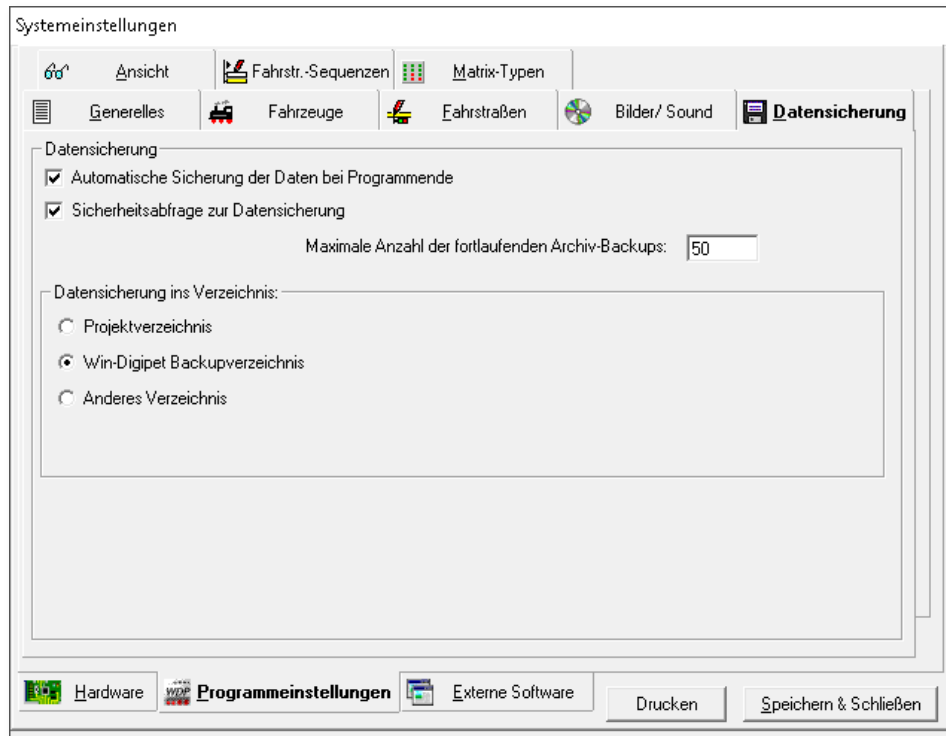 Systemeinstellungen
Ansicht
Fahrstr.-Sequenzen
Matrix-Typen
Generelles
Fahrzeuge
Fahrstraßen
Bilder/ Sound
Datensicherung
Datensicherung
Automatische Sicherung der Daten bei Programmende
Sicherheitsabfrage zur Datensicherung
Maximale Anzahl der fortlaufenden Archiv-Backups: 50
Datensicherung ins Verzeichnis:
Projektverzeichnis
Win-Digipet Backupverzeichnis
Anderes Verzeichnis
Hardware
WDP
Programmeinstellungen
Externe Software
Drucken
Speichern & Schließen